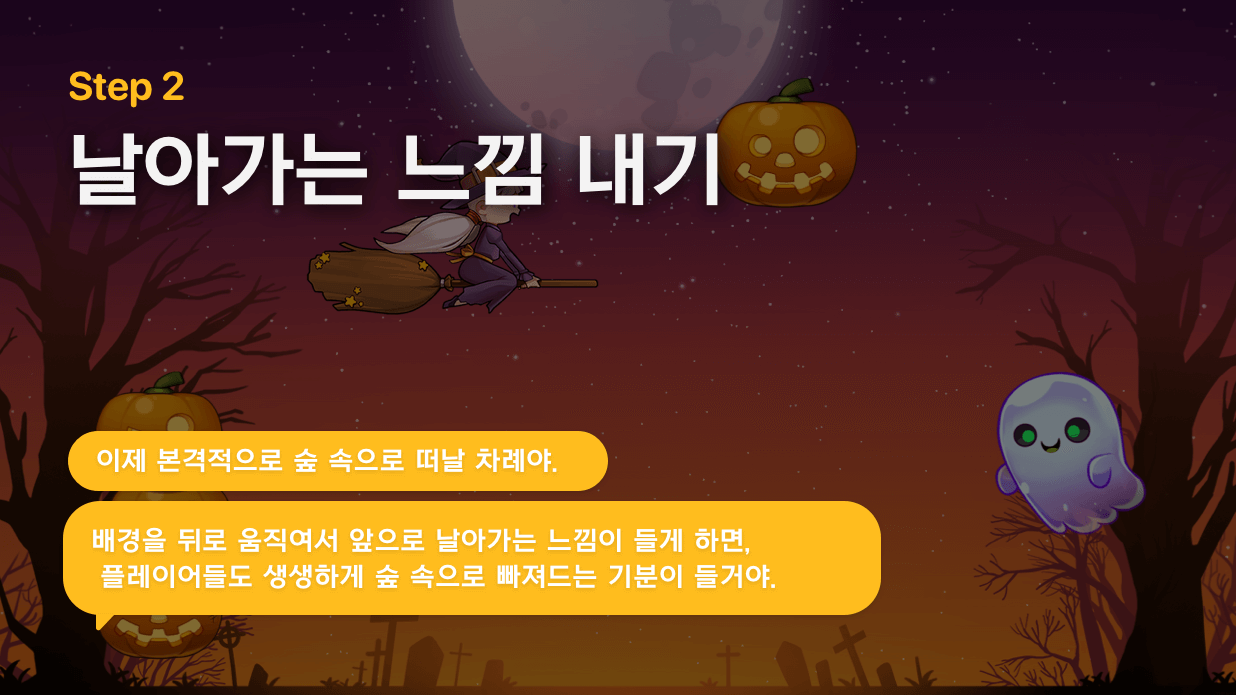 Step 2
날아가는 느낌 내기
이제 본격적으로 숲 속으로 떠날 차례야.
배경을 뒤로 움직여서 앞으로 날아가는 느낌이 들게 하면,
플레이어들도 생생하게 숲 속으로 빠져드는 기분이 들거야.